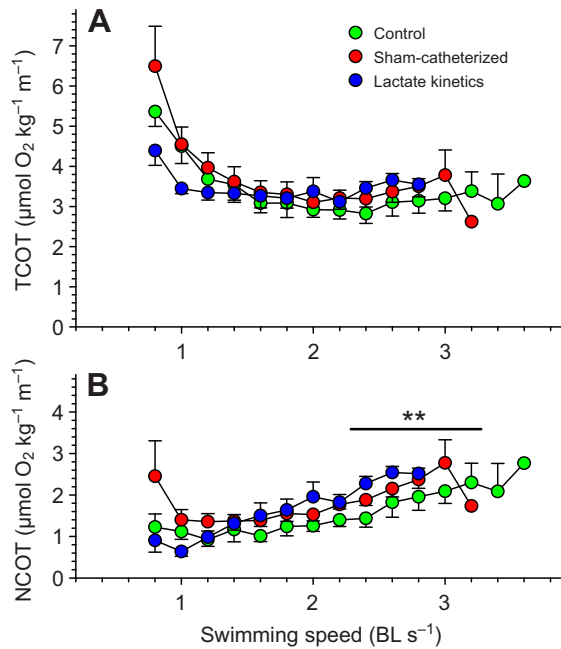 A
Control
Sham-catheterized
Lactate kinetics
TCOT (µmol O₂ kg⁻¹ m⁻¹)
7
6
5
4
3
2
1
0
1 2 3
B
**
NCOT (µmol O₂ kg⁻¹ m⁻¹)
4
3
2
1
0
1 2 3
Swimming speed (BL s⁻¹)